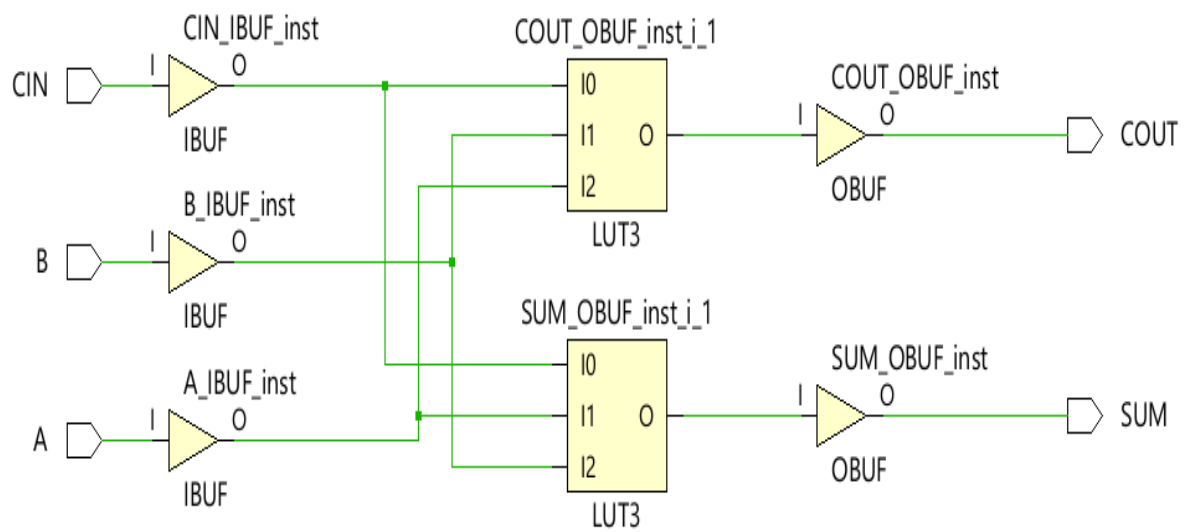 CIN_IBUF_inst
CIN
I
O
IBUF
COUT_OBUF_inst_i_1
I0
I1
I2
O
LUT3
COUT_OBUF_inst
I
O
OBUF
COUT
B_IBUF_inst
B
I
O
IBUF
SUM_OBUF_inst_i_1
I0
I1
I2
O
LUT3
SUM_OBUF_inst
I
O
OBUF
SUM
A_IBUF_inst
A
I
O
IBUF